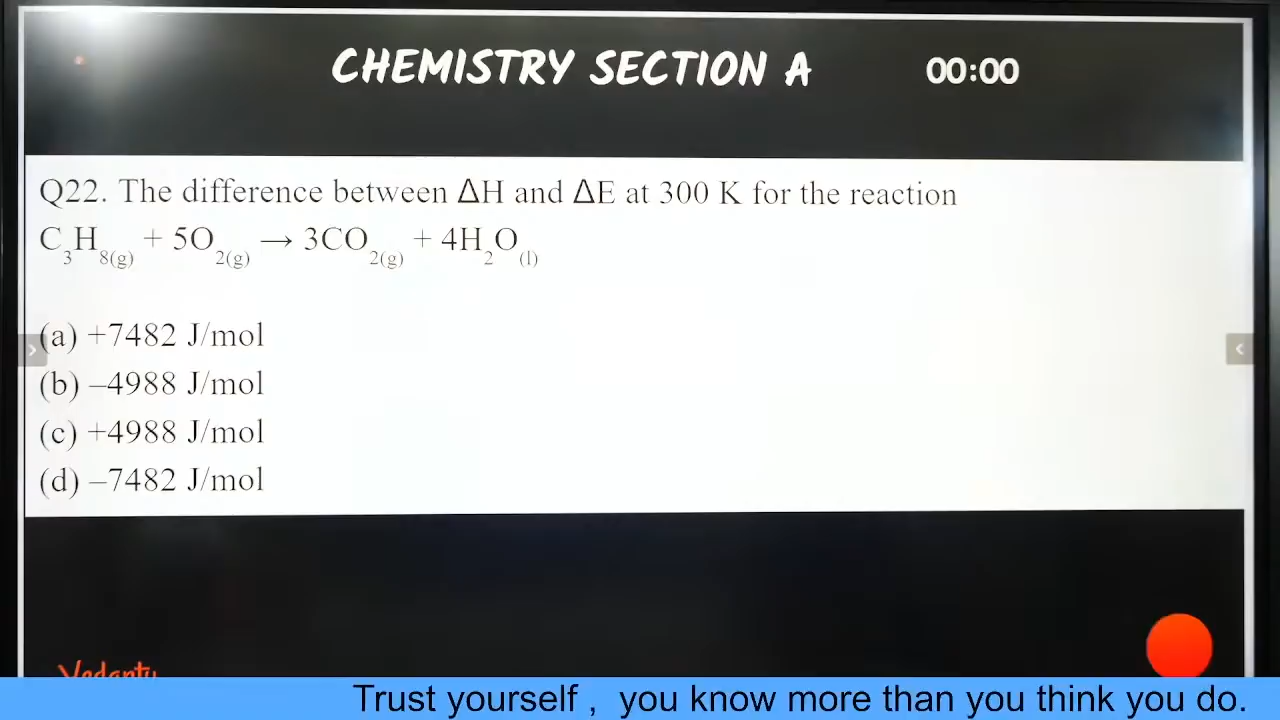 CHEMISTRY SECTION A 00:00
Q22. The difference between ΔH and ΔE at 300 K for the reaction
C₃H₈(g) + 5O₂(g) → 3CO₂(g) + 4H₂O(l)
(a) +7482 J/mol
(b) –4988 J/mol
(c) +4988 J/mol
(d) –7482 J/mol
Trust yourself , you know more than you think you do.